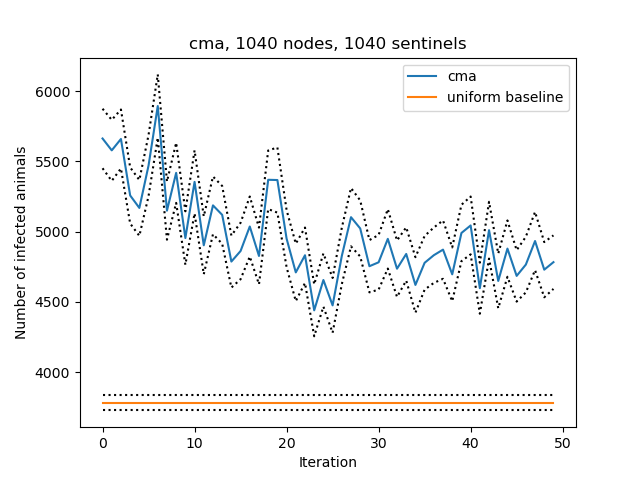 cma, 1040 nodes, 1040 sentinels
cma
uniform baseline
Number of infected animals
6000
5500
5000
4500
4000
0 10 20 30 40 50
Iteration